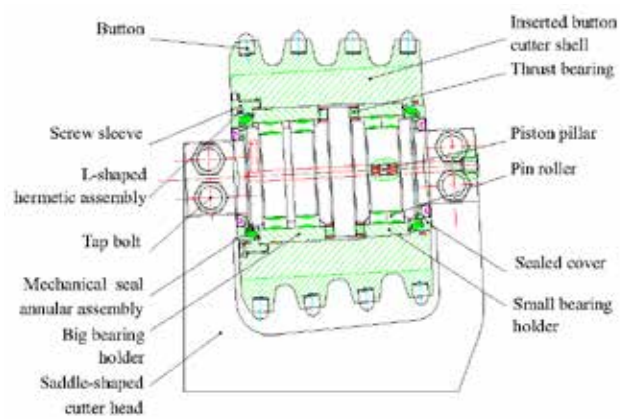 Button
Screw sleeve
L-shaped
hermetic assembly
Tap bolt
Mechanical seal
annular assembly
Big bearing
holder
Saddle-shaped
cutter head
Inserted button
cutter shell
Thrust bearing
Piston pillar
Pin roller
Sealed cover
Small bearing
holder